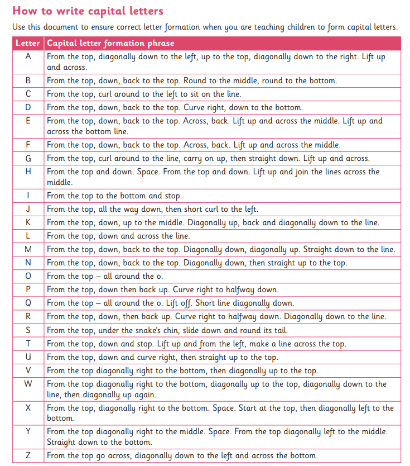 How to write capital letters
Use this document to ensure correct letter formation when you are teaching children to form capital letters.
Letter Capital letter formation phrase
A From the top, diagonally down to the left, up to the top, diagonally down to the right. Lift up
and across.
B From the top, down, back to the top. Round to the middle, round to the bottom.
C From the top, curl around to the left to sit on the line.
D From the top, down, back to the top. Curve right, down to the bottom.
E From the top, down, back to the top. Across, back. Lift up and across the middle. Lift up and
across the bottom line.
F From the top, down, back to the top. Across, back. Lift up and across the middle.
G From the top, curl around to the line, carry on up, then straight down. Lift up and across.
H From the top and down. Space. From the top and down. Lift up and join the lines across the
middle.
I From the top to the bottom and stop.
J From the top, all the way down, then short curl to the left.
K From the top, down, up to the middle. Diagonally up, back and diagonally down to the line.
L From the top, down and across the line.
M From the top, down, back to the top. Diagonally down, diagonally up. Straight down to the line.
N From the top, down, back to the top. Diagonally down, then straight up to the top.
O From the top – all around the o.
P From the top, down then back up. Curve right to halfway down.
Q From the top – all around the o. Lift off. Short line diagonally down.
R From the top, down, then back up. Curve right to halfway down. Diagonally down to the line.
S From the top, under the snake's chin, slide down and round its tail.
T From the top, down and stop. Lift up and from the left, make a line across the top.
U From the top, down and curve right, then straight up to the top.
V From the top diagonally right to the bottom, then diagonally up to the top.
W From the top diagonally right to the bottom, diagonally up to the top, diagonally down to the
line, then diagonally up again.
X From the top, diagonally right to the bottom. Space. Start at the top, then diagonally left to the
bottom.
Y From the top diagonally right to the middle. Space. From the top diagonally left to the middle.
Straight down to the bottom.
Z From the top go across, diagonally down to the left and across the bottom.